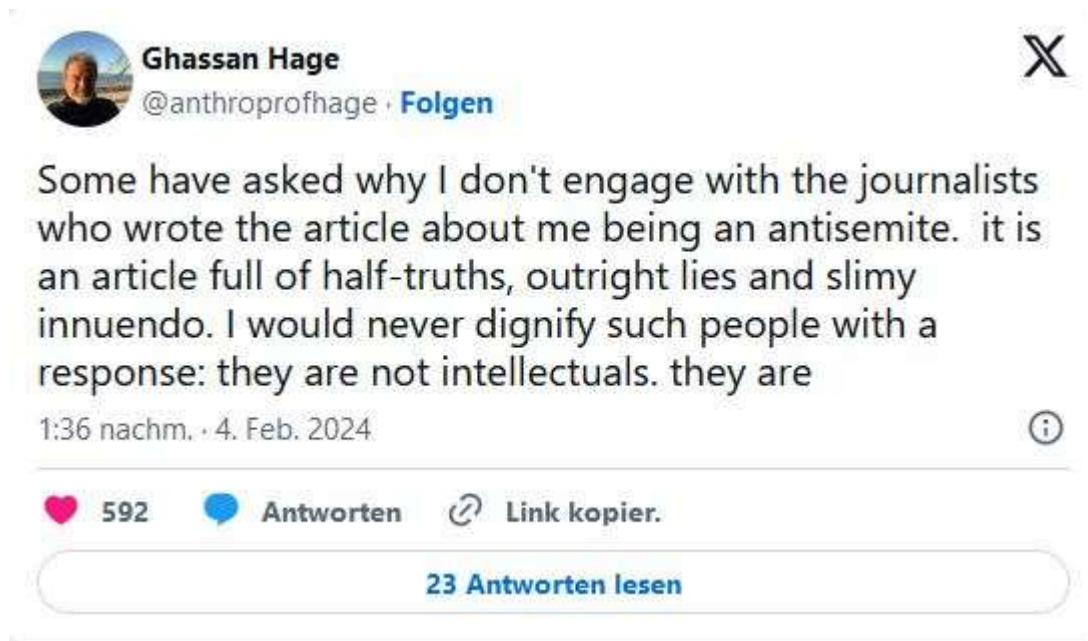 Ghassan Hage
@anthroprofhage · Folgen
Some have asked why I don't engage with the journalists
who wrote the article about me being an antisemite.  it is
an article full of half-truths, outright lies and slimy
innuendo. I would never dignify such people with a
response: they are not intellectuals. they are
1:36 nachm. · 4. Feb. 2024
592 Antworten Link kopier.
23 Antworten lesen